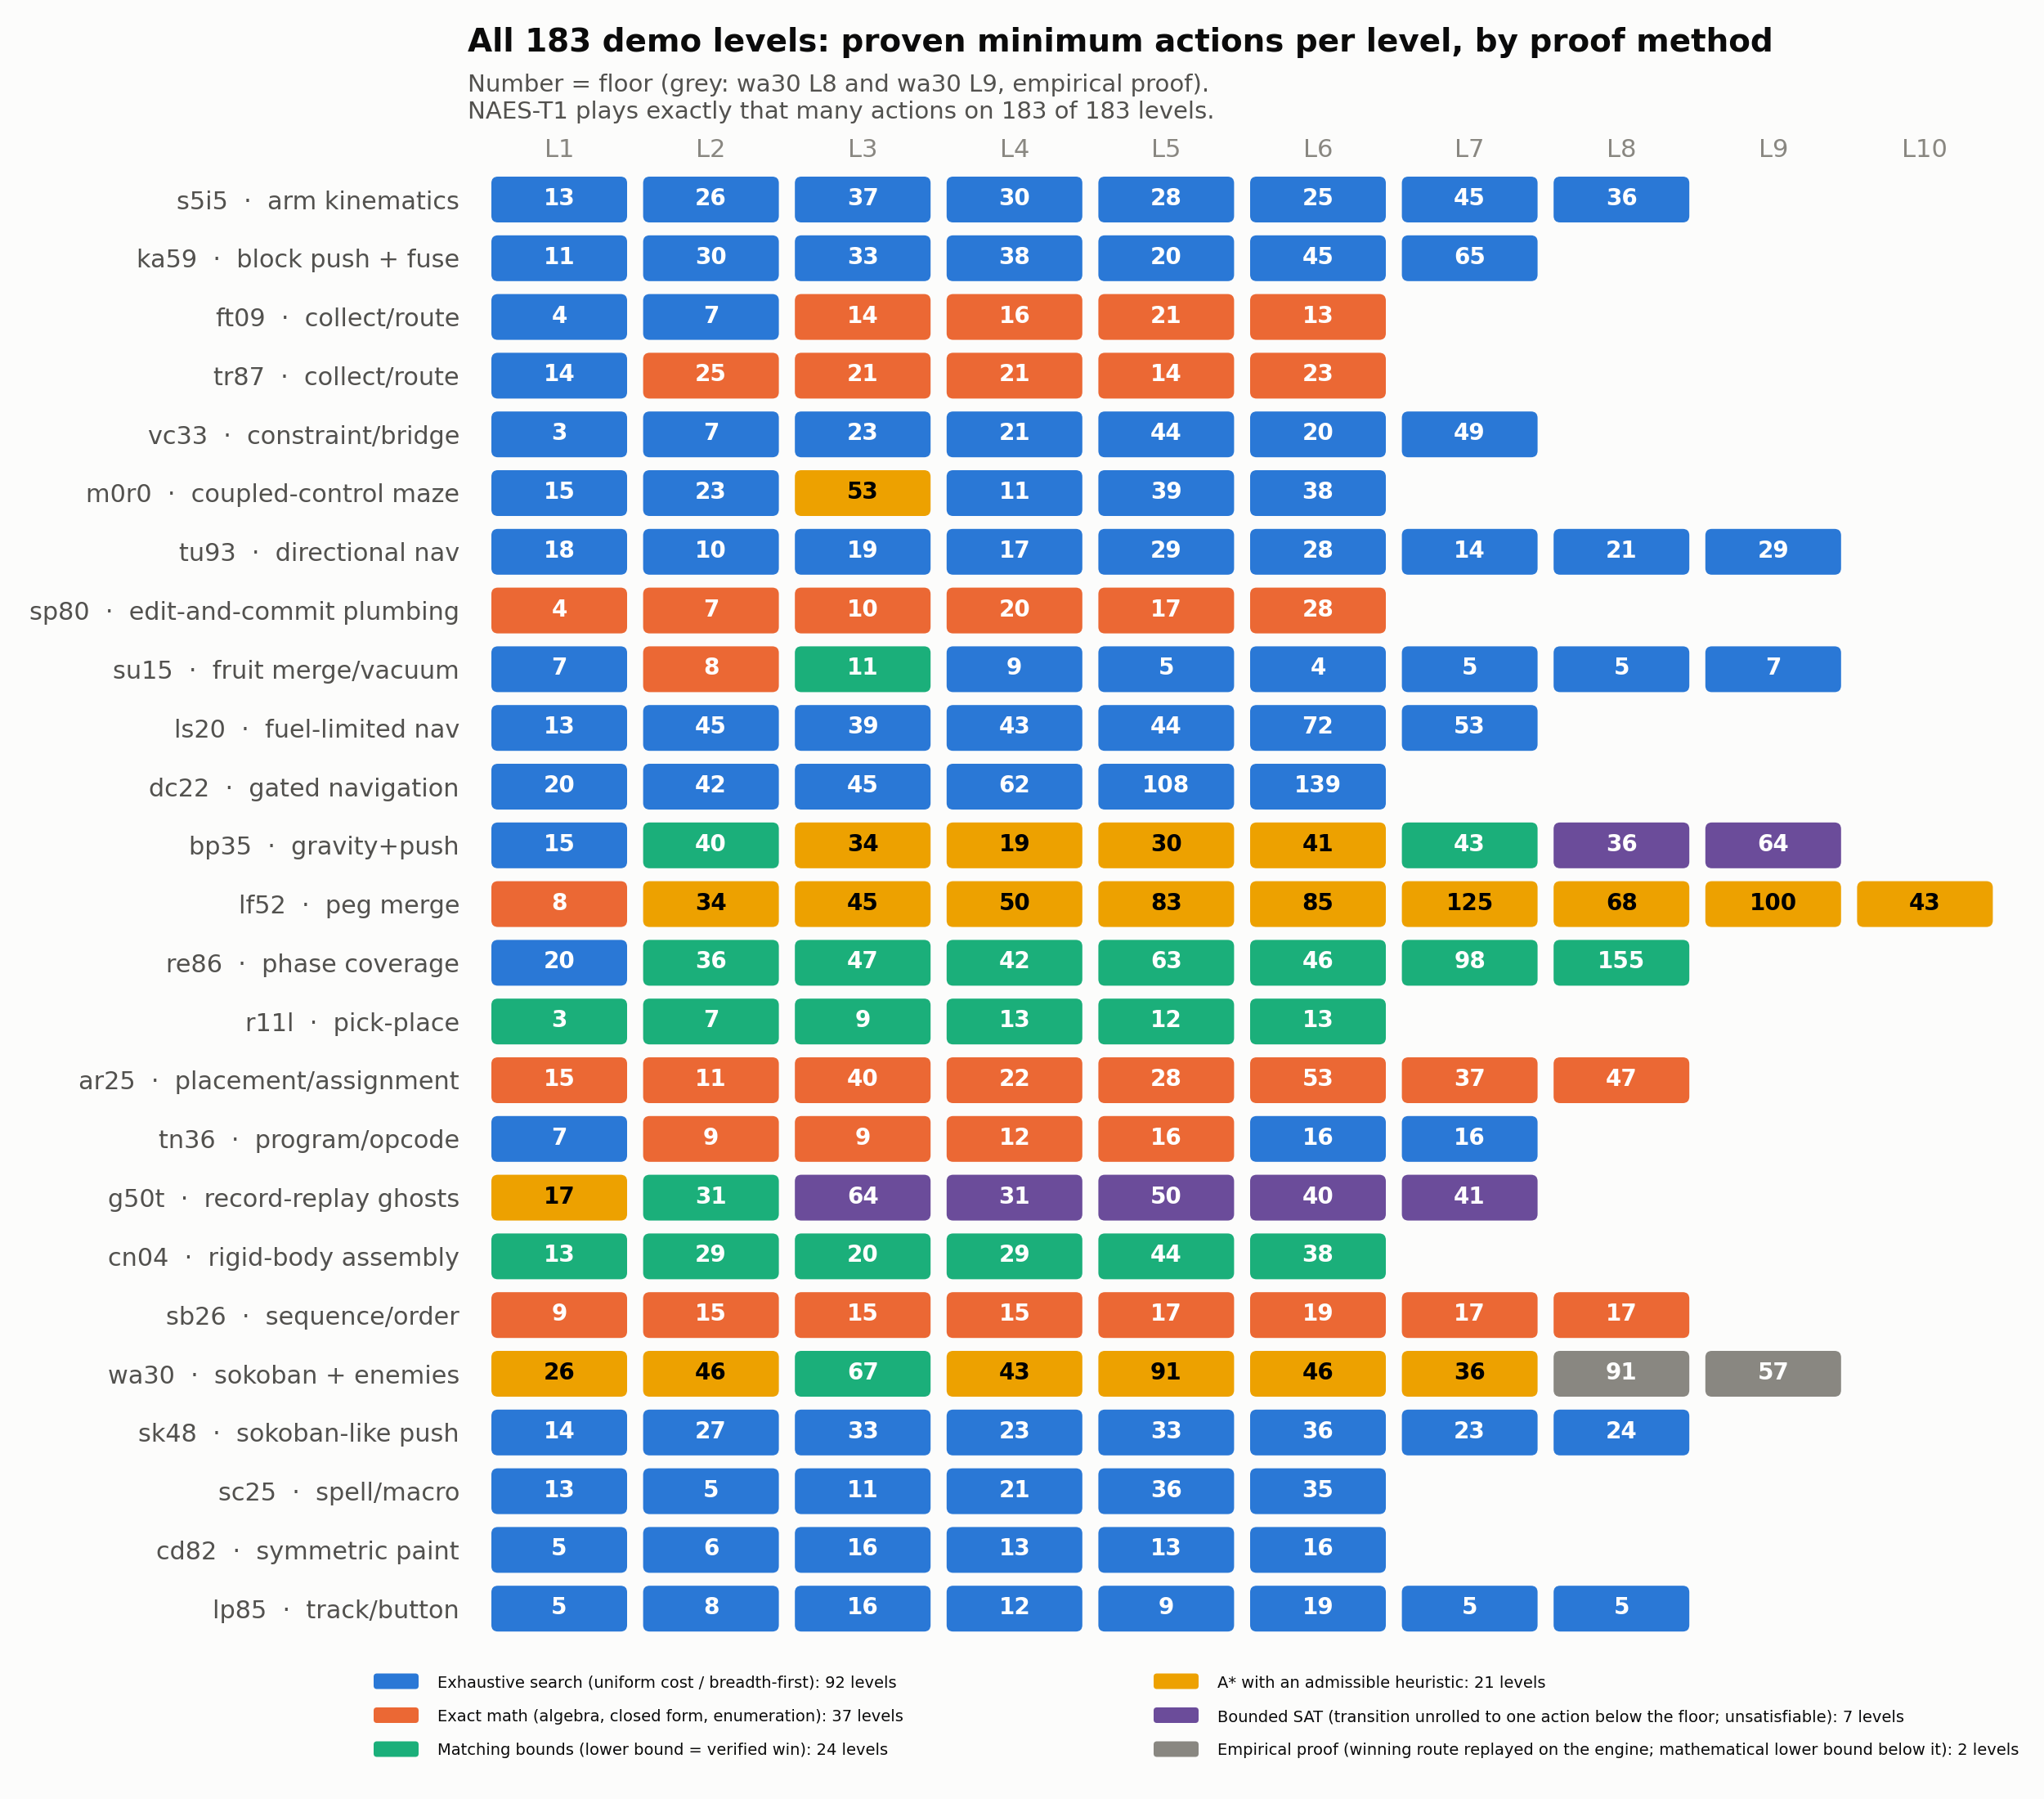 All 183 demo levels: proven minimum actions per level, by proof method
Number = floor (grey: wa30 L8 and wa30 L9, empirical proof).
NAES-T1 plays exactly that many actions on 183 of 183 levels.
L1 L2 L3 L4 L5 L6 L7 L8 L9 L10
s5i5 · arm kinematics 13 26 37 30 28 25 45 36
ka59 · block push + fuse 11 30 33 38 20 45 65
ft09 · collect/route 4 7 14 16 21 13
tr87 · collect/route 14 25 21 21 14 23
vc33 · constraint/bridge 3 7 23 21 44 20 49
m0r0 · coupled-control maze 15 23 53 11 39 38
tu93 · directional nav 18 10 19 17 29 28 14 21 29
sp80 · edit-and-commit plumbing 4 7 10 20 17 28
su15 · fruit merge/vacuum 7 8 11 9 5 4 5 5 7
ls20 · fuel-limited nav 13 45 39 43 44 72 53
dc22 · gated navigation 20 42 45 62 108 139
bp35 · gravity+push 15 40 34 19 30 41 43 36 64
lf52 · peg merge 8 34 45 50 83 85 125 68 100 43
re86 · phase coverage 20 36 47 42 63 46 98 155
r11l · pick-place 3 7 9 13 12 13
ar25 · placement/assignment 15 11 40 22 28 53 37 47
tn36 · program/opcode 7 9 9 12 16 16 16
g50t · record-replay ghosts 17 31 64 31 50 40 41
cn04 · rigid-body assembly 13 29 20 29 44 38
sb26 · sequence/order 9 15 15 15 17 19 17 17
wa30 · sokoban + enemies 26 46 67 43 91 46 36 91 57
sk48 · sokoban-like push 14 27 33 23 33 36 23 24
sc25 · spell/macro 13 5 11 21 36 35
cd82 · symmetric paint 5 6 16 13 13 16
lp85 · track/button 5 8 16 12 9 19 5 5
Exhaustive search (uniform cost / breadth-first): 92 levels
Exact math (algebra, closed form, enumeration): 37 levels
Matching bounds (lower bound = verified win): 24 levels
A* with an admissible heuristic: 21 levels
Bounded SAT (transition unrolled to one action below the floor; unsatisfiable): 7 levels
Empirical proof (winning route replayed on the engine; mathematical lower bound below it): 2 levels